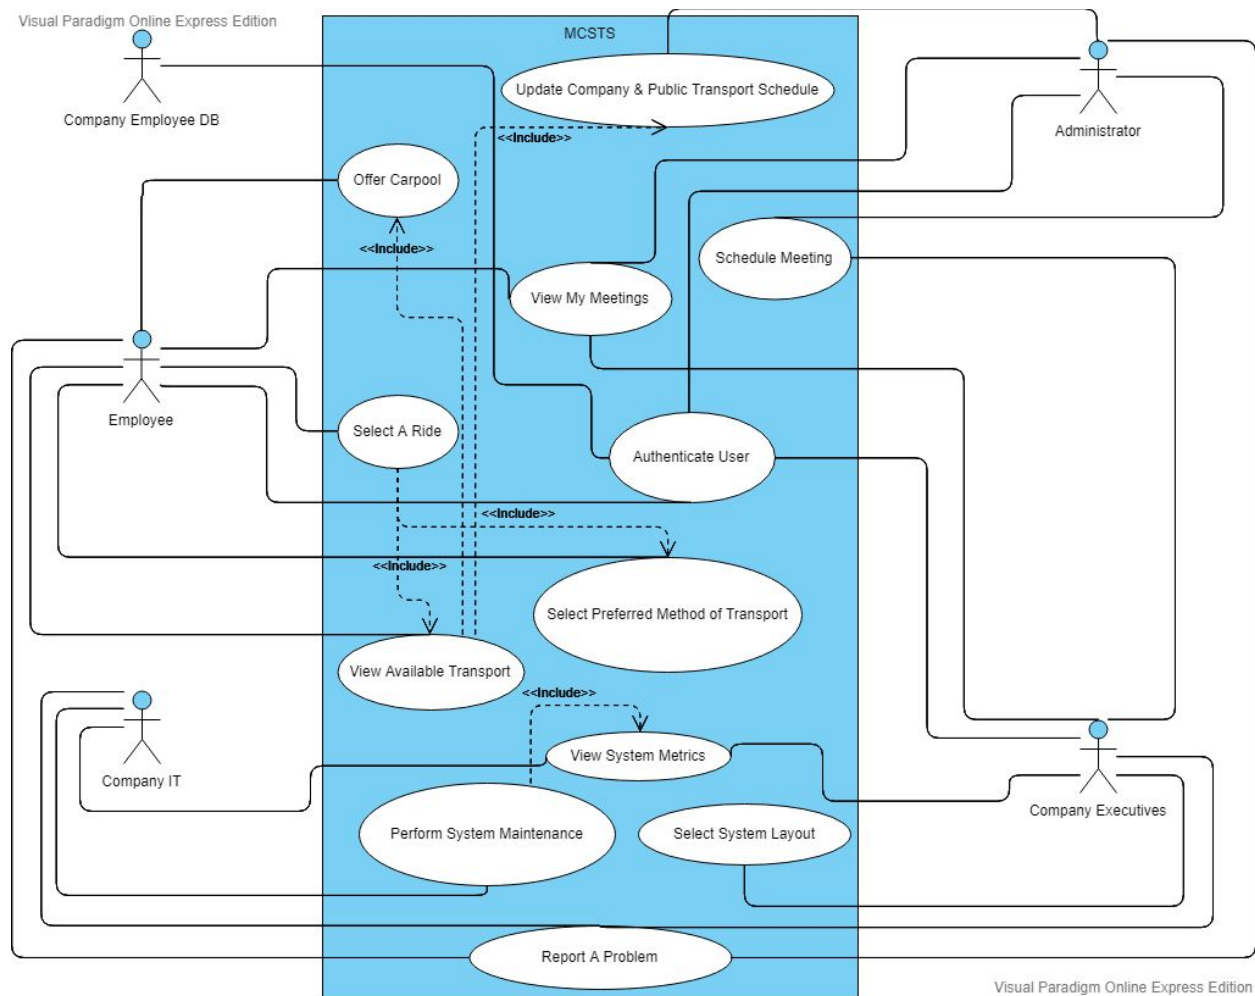 Visual Paradigm Online Express Edition
MCSTS
Company Employee DB
Update Company & Public Transport Schedule
Administrator
<<Include>>
Offer Carpool
<<Include>>
Schedule Meeting
View My Meetings
Employee
Select A Ride
Authenticate User
<<Include>>
<<Include>>
Select Preferred Method of Transport
View Available Transport
<<Include>>
Company IT
View System Metrics
Company Executives
Perform System Maintenance
Select System Layout
Report A Problem
Visual Paradigm Online Express Edition